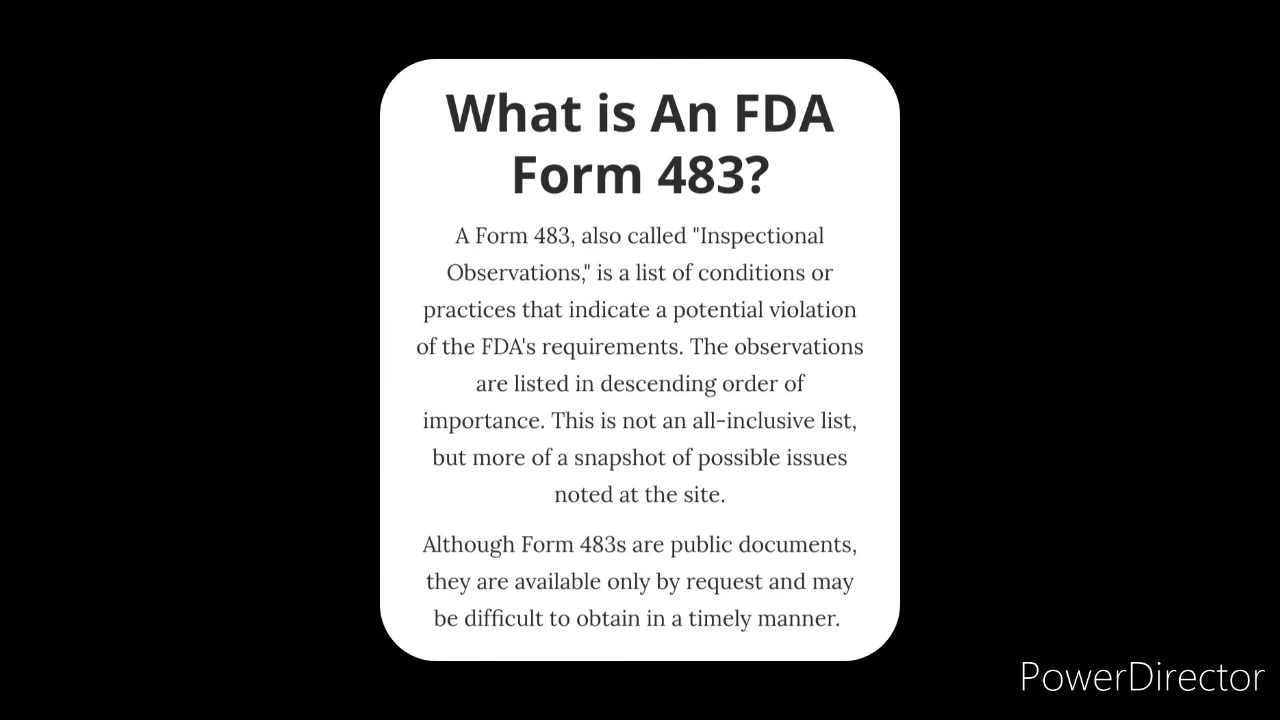 What is An FDA
Form 483?
A Form 483, also called "Inspectional
Observations," is a list of conditions or
practices that indicate a potential violation
of the FDA's requirements. The observations
are listed in descending order of
importance. This is not an all-inclusive list,
but more of a snapshot of possible issues
noted at the site.
Although Form 483s are public documents,
they are available only by request and may
be difficult to obtain in a timely manner.
PowerDirector